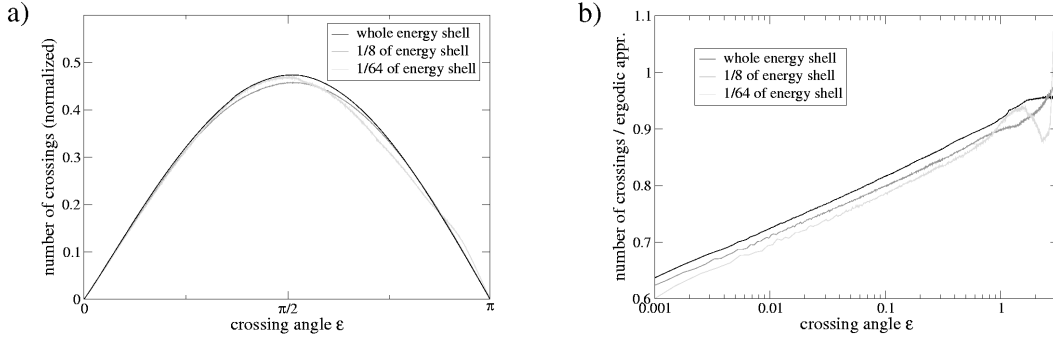 a)
number of crossings (normalized)
0.5
0.4
0.3
0.2
0.1
0
whole energy shell
1/8 of energy shell
1/64 of energy shell
0
π/2
π
crossing angle ε
b)
number of crossings / ergodic appr.
1.1
1
0.9
0.8
0.7
0.6
whole energy shell
1/8 of energy shell
1/64 of energy shell
0.001
0.01
0.1
1
crossing angle ε